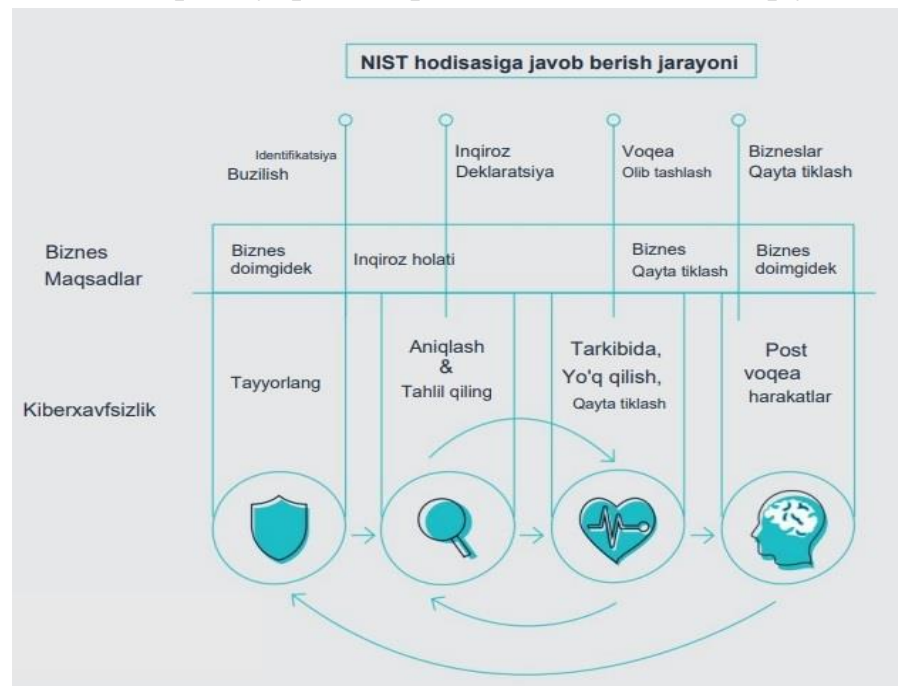 NIST hodisasiga javob berish jarayoni
Identifikatsiya
Buzilish
Inqiroz
Deklaratsiya
Voqea
Olib tashlash
Bizneslar
Qayta tiklash
Biznes
Maqsadlar
Biznes
doimgidek
Inqiroz holati
Biznes
Qayta tiklash
Biznes
doimgidek
Kiberxavfsizlik
Tayyorlang
Aniqlash
&
Tahlil qiling
Tarkibida,
Yo'q qilish,
Qayta tiklash
Post
voqea
harakatlar